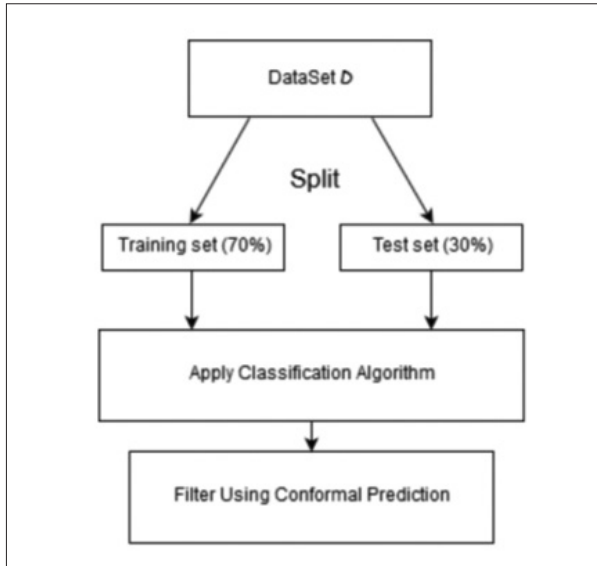 DataSet D
Split
Training set (70%)
Test set (30%)
Apply Classification Algorithm
Filter Using Conformal Prediction